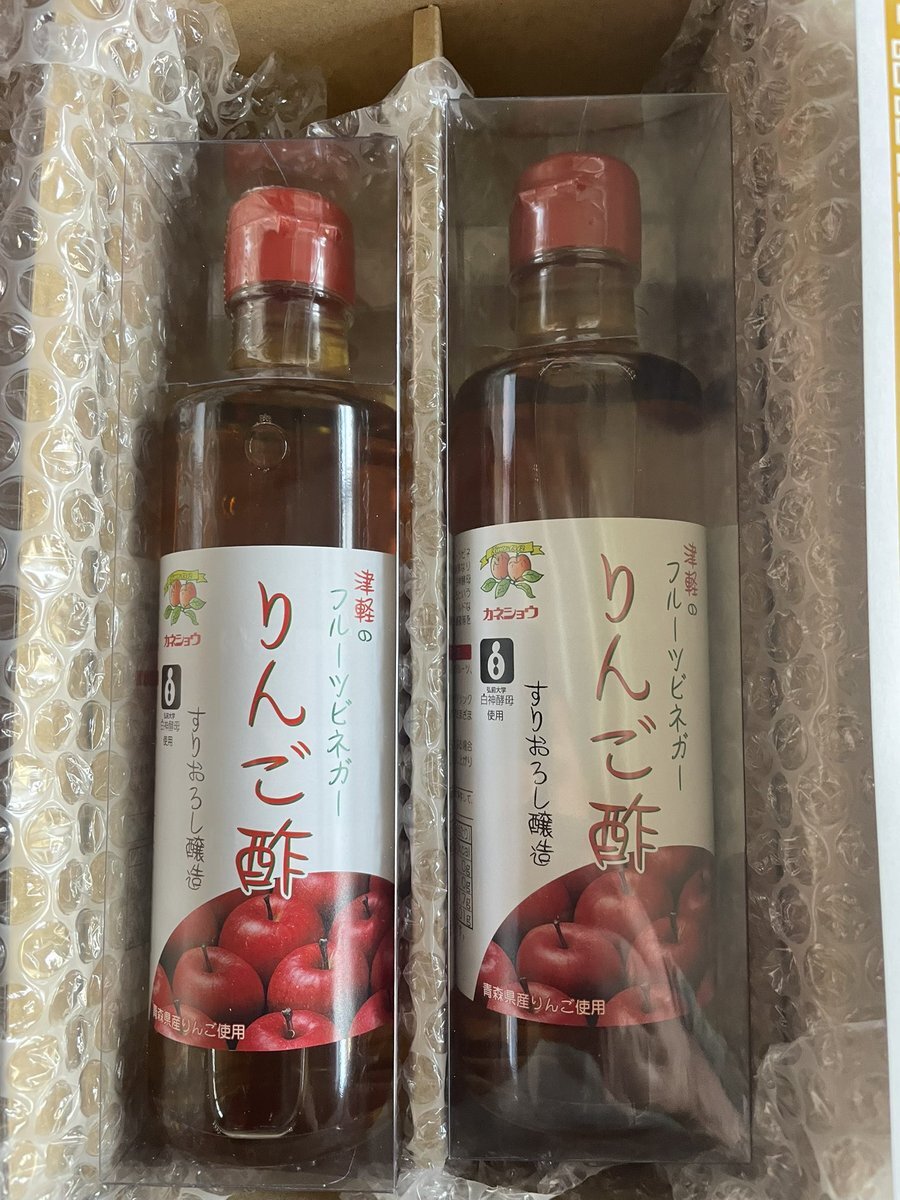 津軽の
フルーツビネガー
りんご酢
すりおろし醸造
カネショウ
弘前大学
白神酵母
使用
青森県産りんご使用
津軽の
フルーツビネガー
りんご酢
すりおろし醸造
カネショウ
弘前大学
白神酵母
使用
青森県産りんご使用